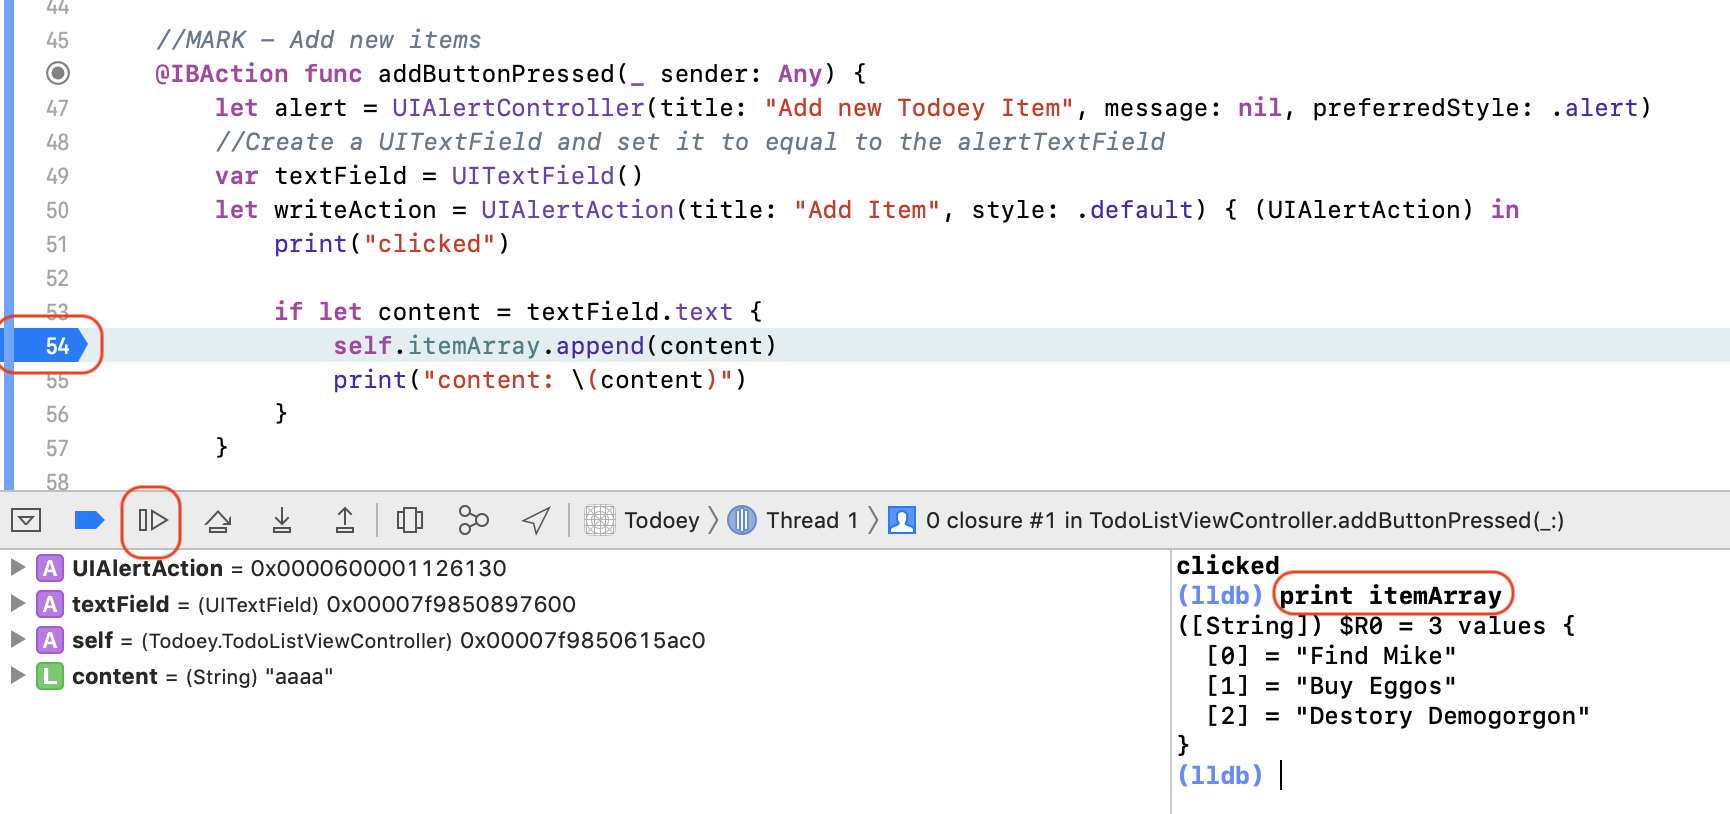 44
45 //MARK - Add new items
@IBAction func addButtonPressed(_ sender: Any) {
47 let alert = UIAlertController(title: "Add new Todoey Item", message: nil, preferredStyle: .alert)
48 //Create a UITextField and set it to equal to the alertTextField
49 var textField = UITextField()
50 let writeAction = UIAlertAction(title: "Add Item", style: .default) { (UIAlertAction) in
51 print("clicked")
52
53 if let content = textField.text {
54 self.itemArray.append(content)
55 print("content: \(content)")
56 }
57 }
58
Todoey Thread 1 0 closure #1 in TodoListViewController.addButtonPressed(_:)
A UIAlertAction = 0x0000600001126130
A textField = (UITextField) 0x00007f9850897600
A self = (Todoey.TodoListViewController) 0x00007f9850615ac0
L content = (String) "aaaa"
clicked
(lldb) print itemArray
([String]) $R0 = 3 values {
[0] = "Find Mike"
[1] = "Buy Eggos"
[2] = "Destory Demogorgon"
}
(lldb)